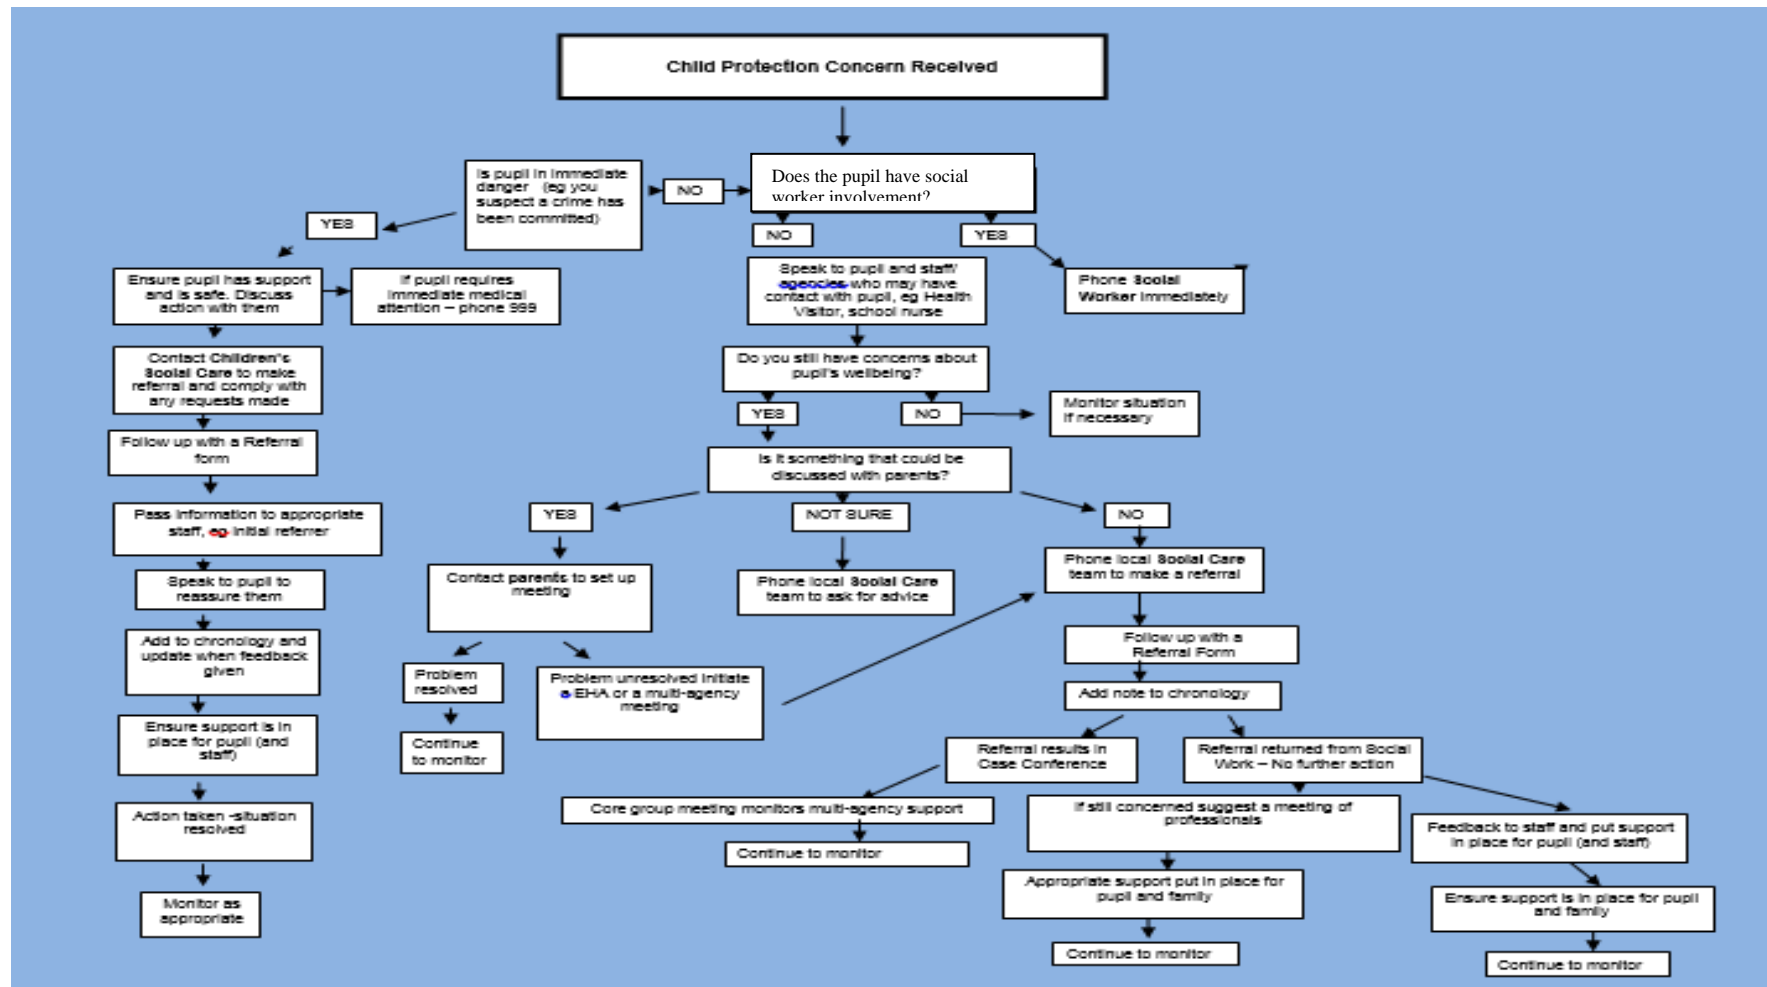 Child Protection Concern Received
Is pupil in immediate
danger (eg you
suspect a crime has
been committed)
NO
Does the pupil have social
worker involvement?
YES
NO
YES
Ensure pupil has support
and is safe. Discuss
action with them
If pupil requires
immediate medical
attention – phone 999
Speak to pupil and staff/
agencies who may have
contact with pupil, eg Health
Visitor, school nurse
Phone Social
Worker immediately
Contact Children's
Social Care to make
referral and comply with
any requests made
Do you still have concerns about
pupil's wellbeing?
YES
NO
Monitor situation
if necessary
Follow up with a Referral
form
Is it something that could be
discussed with parents?
Pass information to appropriate
staff, eg initial referrer
YES
NOT SURE
NO
Speak to pupil to
reassure them
Contact parents to set up
meeting
Phone local Social Care
team to ask for advice
Phone local Social Care
team to make a referral
Add to chronology and
update when feedback
given
Problem
resolved
Problem unresolved initiate
a EHA or a multi-agency
meeting
Follow up with a
Referral Form
Add note to chronology
Ensure support is in
place for pupil (and
staff)
Continue
to monitor
Referral results in
Case Conference
Referral returned from Social
Work – No further action
Action taken -situation
resolved
Core group meeting monitors multi-agency support
If still concerned suggest a meeting of
professionals
Feedback to staff and put support
in place for pupil (and staff)
Continue to monitor
Monitor as
appropriate
Appropriate support put in place for
pupil and family
Ensure support is in place for pupil
and family
Continue to monitor
Continue to monitor